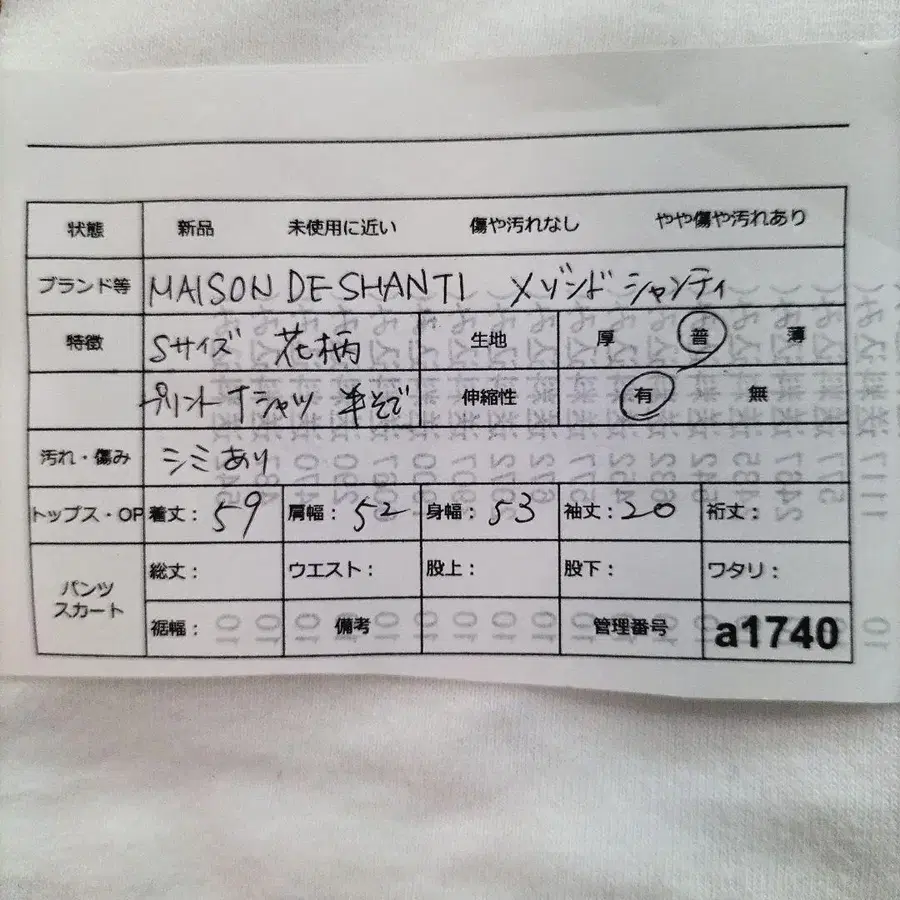 状態 新品 未使用に近い 傷や汚れなし やや傷や汚れあり
ブランド等 MAISON DE SHANTI メゾンド シャンティ
特徴 Sサイズ 花柄 生地 厚 普 薄
プリント Tシャツ 半そで 伸縮性 有 無
汚れ・傷み シミあり
トップス・OP 着丈: 59 肩幅: 52 身幅: 53 袖丈: 20 裄丈:
パンツ スカート 総丈: ウエスト: 股上: 股下: ワタリ:
裾幅: 備考 管理番号 a1740